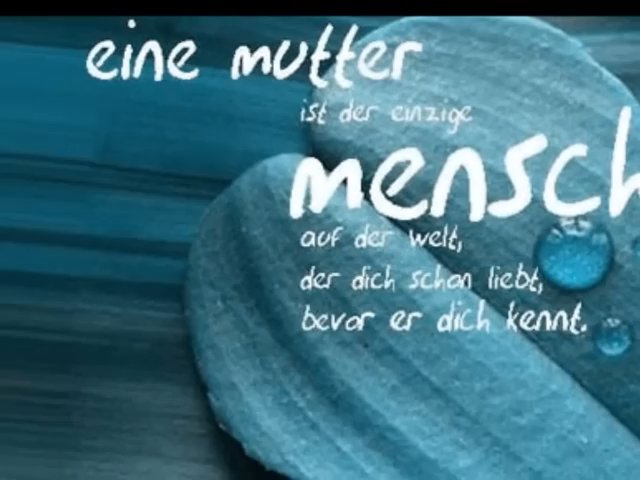 eine mutter
ist der einzige
mensch
auf der welt,
der dich schon liebt,
bevor er dich kennt.